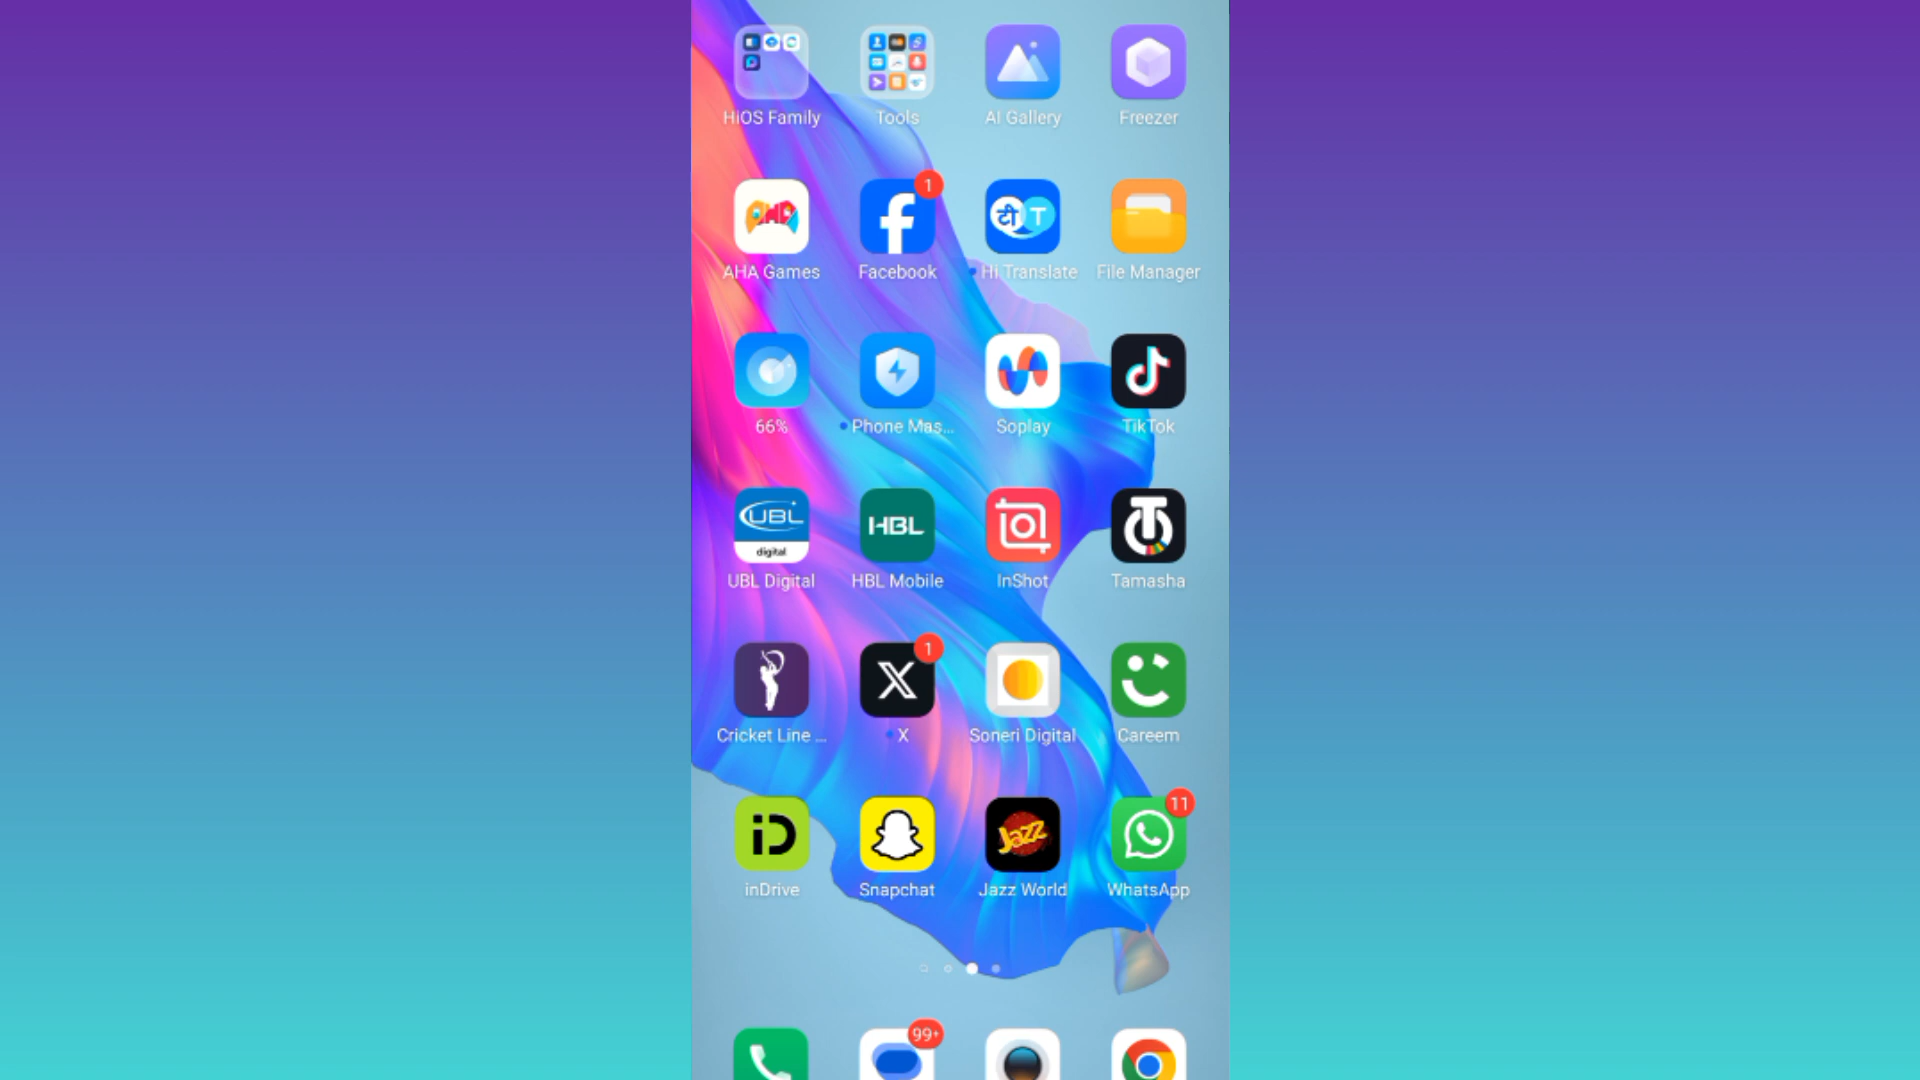 HiOS Family
Tools
AI Gallery
Freezer
AHA
1
टी T
AHA Games
Facebook
Hi Translate
File Manager
66%
Phone Mas...
Soplay
TikTok
UBL
digital
HBL
UBL Digital
HBL Mobile
InShot
Tamasha
1
X
Cricket Line ...
X
Soneri Digital
Careem
iD
Jazz
11
inDrive
Snapchat
Jazz World
WhatsApp
99+